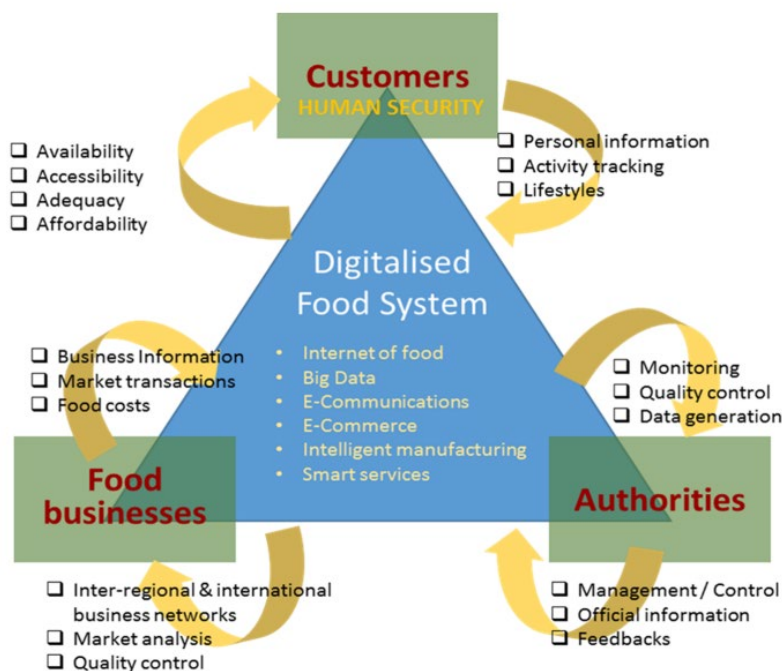 Customers
HUMAN SECURITY
❑ Availability
❑ Accessibility
❑ Adequacy
❑ Affordability
❑ Personal information
❑ Activity tracking
❑ Lifestyles
Digitalised
Food System
• Internet of food
• Big Data
• E-Communications
• E-Commerce
• Intelligent manufacturing
• Smart services
❑ Business Information
❑ Market transactions
❑ Food costs
❑ Monitoring
❑ Quality control
❑ Data generation
Food
businesses
Authorities
❑ Inter-regional & international
business networks
❑ Market analysis
❑ Quality control
❑ Management / Control
❑ Official information
❑ Feedbacks